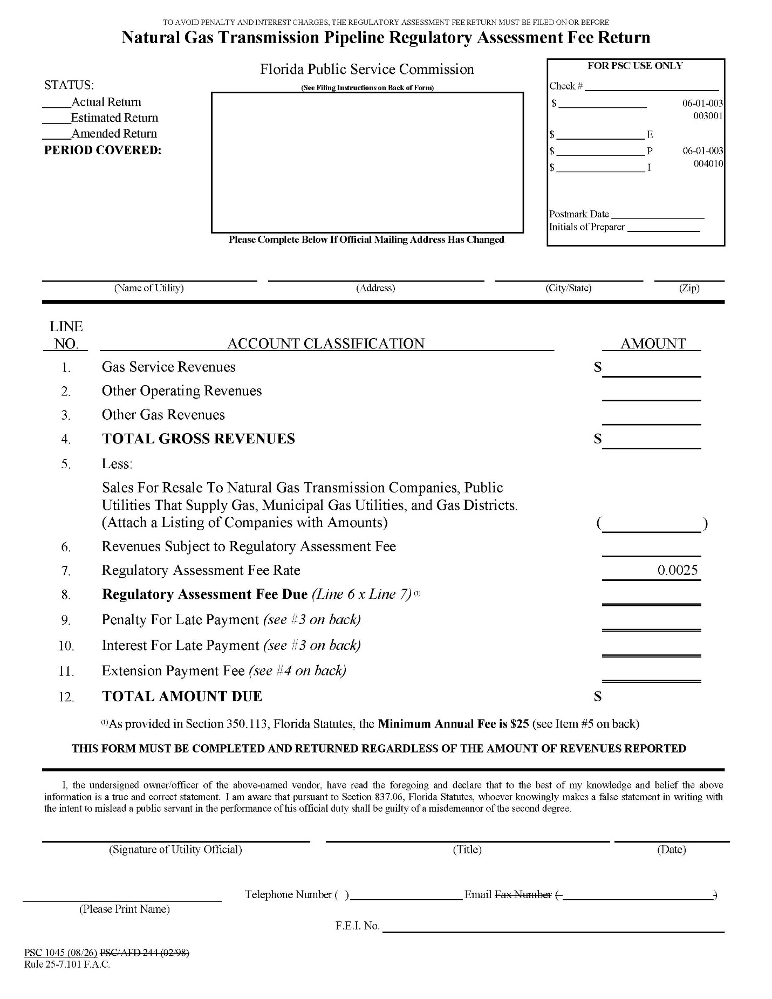 TO AVOID PENALTY AND INTEREST CHARGES, THE REGULATORY ASSESSMENT FEE RETURN MUST BE FILED ON OR BEFORE
Natural Gas Transmission Pipeline Regulatory Assessment Fee Return
Florida Public Service Commission
(See Filing Instructions on Back of Form)
STATUS:
_____Actual Return
_____Estimated Return
_____Amended Return
PERIOD COVERED:
Please Complete Below If Official Mailing Address Has Changed
FOR PSC USE ONLY
Check # 
$ 06-01-003
003001
$ E
$ P 06-01-003
004010
$ I
Postmark Date
Initials of Preparer
(Name of Utility) (Address) (City/State) (Zip)
LINE
NO. ACCOUNT CLASSIFICATION AMOUNT
1. Gas Service Revenues $
2. Other Operating Revenues
3. Other Gas Revenues
4. TOTAL GROSS REVENUES $
5. Less:
Sales For Resale To Natural Gas Transmission Companies, Public
Utilities That Supply Gas, Municipal Gas Utilities, and Gas Districts.
(Attach a Listing of Companies with Amounts) ( )
6. Revenues Subject to Regulatory Assessment Fee
7. Regulatory Assessment Fee Rate 0.0025
8. Regulatory Assessment Fee Due (Line 6 x Line 7) (1)
9. Penalty For Late Payment (see #3 on back)
10. Interest For Late Payment (see #3 on back)
11. Extension Payment Fee (see #4 on back)
12. TOTAL AMOUNT DUE $
(1)As provided in Section 350.113, Florida Statutes, the Minimum Annual Fee is $25 (see Item #5 on back)
THIS FORM MUST BE COMPLETED AND RETURNED REGARDLESS OF THE AMOUNT OF REVENUES REPORTED
I, the undersigned owner/officer of the above-named vendor, have read the foregoing and declare that to the best of my knowledge and belief the above
information is a true and correct statement. I am aware that pursuant to Section 837.06, Florida Statutes, whoever knowingly makes a false statement in writing with
the intent to mislead a public servant in the performance of his official duty shall be guilty of a misdemeanor of the second degree.
(Signature of Utility Official) (Title) (Date)
Telephone Number ( ) Email Fax Number ( )
(Please Print Name)
F.E.I. No.
PSC 1045 (08/26) PSC/AFD 244 (02/98)
Rule 25-7.101 F.A.C.